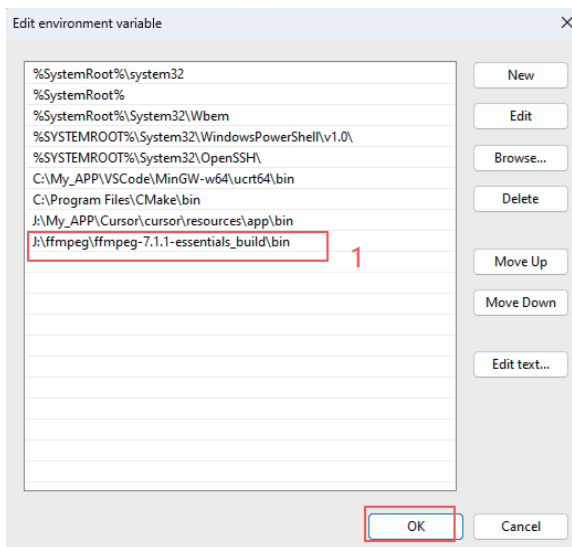 Edit environment variable
%SystemRoot%\system32
%SystemRoot%
%SystemRoot%\System32\Wbem
%SYSTEMROOT%\System32\WindowsPowerShell\v1.0\
%SYSTEMROOT%\System32\OpenSSH\
C:\My_APP\VSCode\MinGW-w64\ucrt64\bin
C:\Program Files\CMake\bin
J:\My_APP\Cursor\cursor\resources\app\bin
J:\ffmpeg\ffmpeg-7.1.1-essentials_build\bin
1
New
Edit
Browse...
Delete
Move Up
Move Down
Edit text...
OK
Cancel